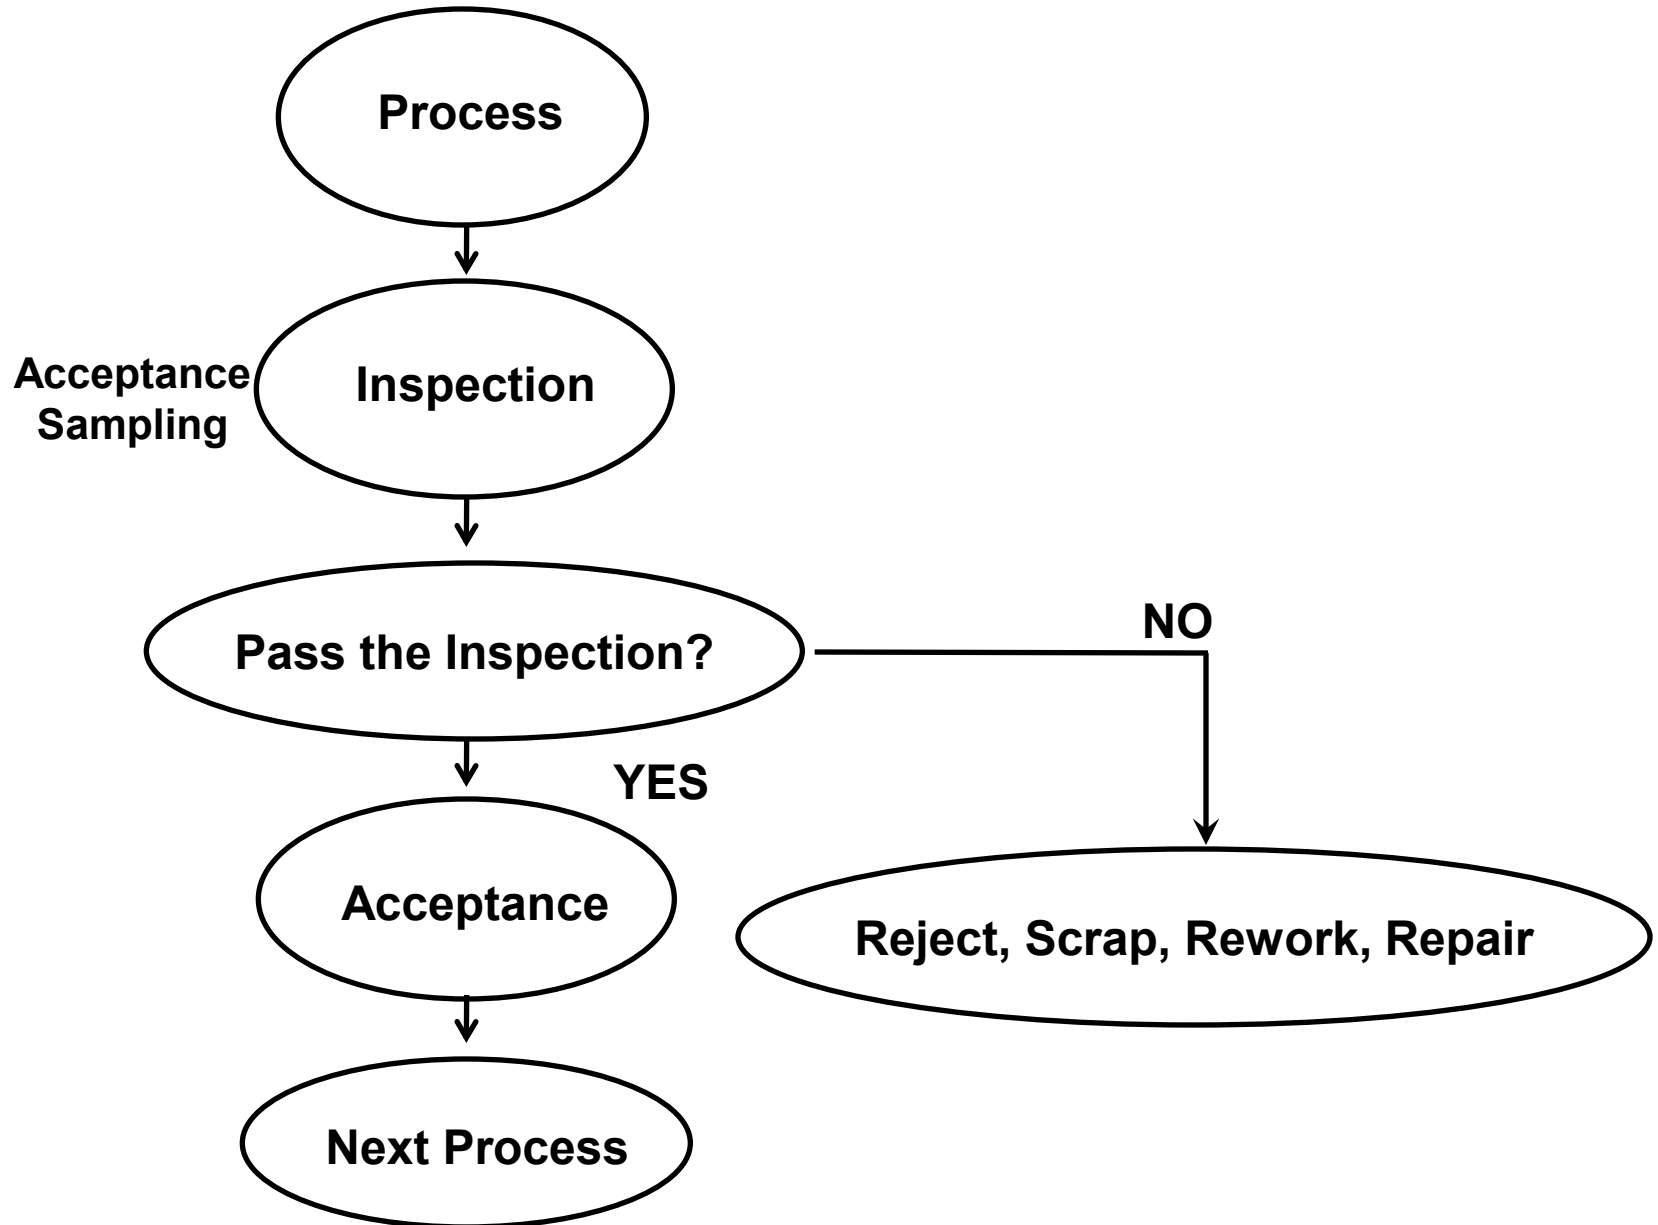 Process
Acceptance
Sampling
Inspection
Pass the Inspection?
NO
YES
Acceptance
Reject, Scrap, Rework, Repair
Next Process